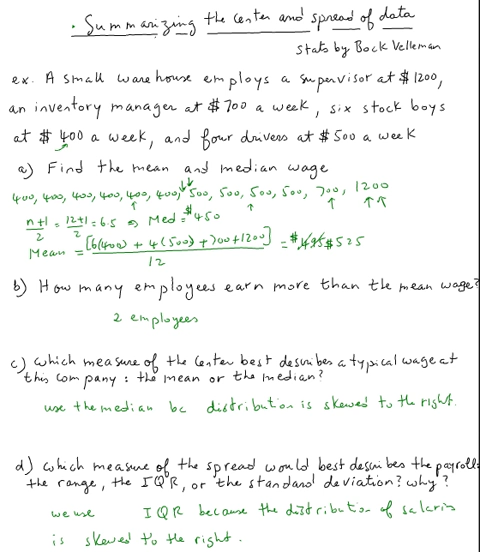 · Summarizing the Center and spread of data
Stats by Bock Velleman
ex. A small warehouse employs a supervisor at $1200,
an inventory manager at $700 a week, six stock boys
at $400 a week, and four drivers at $500 a week
a) Find the mean and median wage
400, 400, 400, 400, 400, 400, 500, 500, 500, 500, 700, 1200
n+1/2 = 12+1/2 = 6.5 ⇒ Med = $450
Mean = [6(400) + 4(500) + 700+1200]/12 = $495 $525
b) How many employees earn more than the mean wage?
2 employees
c) Which measure of the Center best describes a typical wage at
this company: the mean or the median?
use the median bc distribution is skewed to the right.
d) Which measure of the spread would best describes the payroll:
the range, the IQR, or the standard deviation? why?
we use IQR because the distribution of salaries
is skewed to the right.